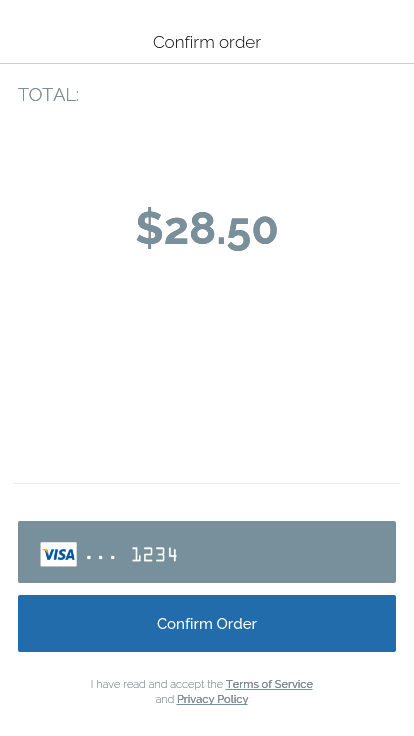 Confirm order
TOTAL:
$28.50
VISA ... 1234
Confirm Order
I have read and accept the Terms of Service
and Privacy Policy